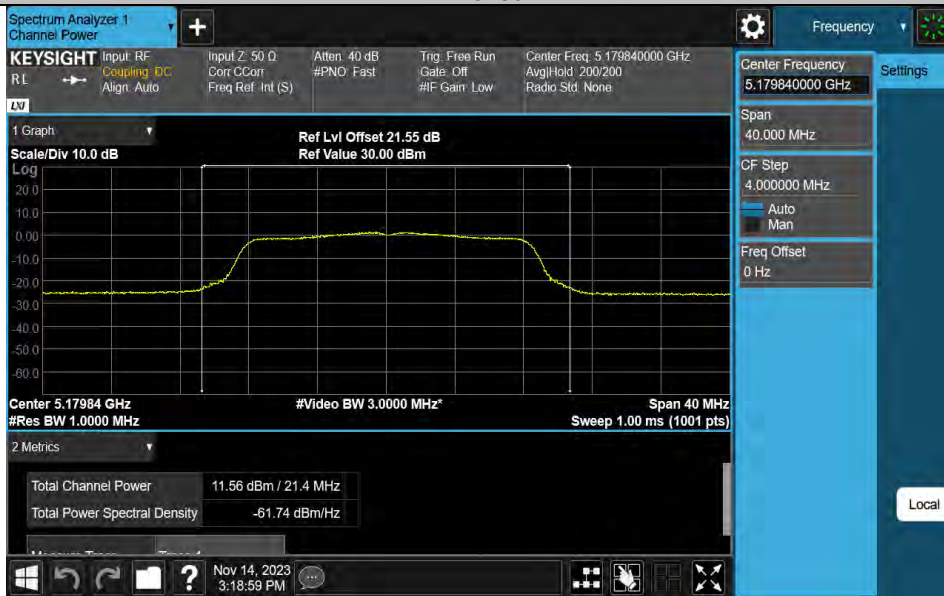 Spectrum Analyzer 1
Channel Power
+
Frequency
KEYSIGHT
RL
LXI
Input: RF
Coupling: DC
Align: Auto
Input Z: 50 Ω
Corr CCorr
Freq Ref: Int (S)
Atten: 40 dB
#PNO: Fast
Trig: Free Run
Gate: Off
#IF Gain: Low
Center Freq: 5.179840000 GHz
Avg|Hold: 200/200
Radio Std: None
Center Frequency
5.179840000 GHz
Settings
Span
40.000 MHz
CF Step
4.000000 MHz
Auto
Man
Freq Offset
0 Hz
Local
1 Graph
Scale/Div 10.0 dB
Ref Lvl Offset 21.55 dB
Ref Value 30.00 dBm
Log
20.0
10.0
0.00
-10.0
-20.0
-30.0
-40.0
-50.0
-60.0
Center 5.17984 GHz
#Video BW 3.0000 MHz*
Span 40 MHz
#Res BW 1.0000 MHz
Sweep 1.00 ms (1001 pts)
2 Metrics
Total Channel Power 11.56 dBm / 21.4 MHz
Total Power Spectral Density -61.74 dBm/Hz
?
Nov 14, 2023
3:18:59 PM